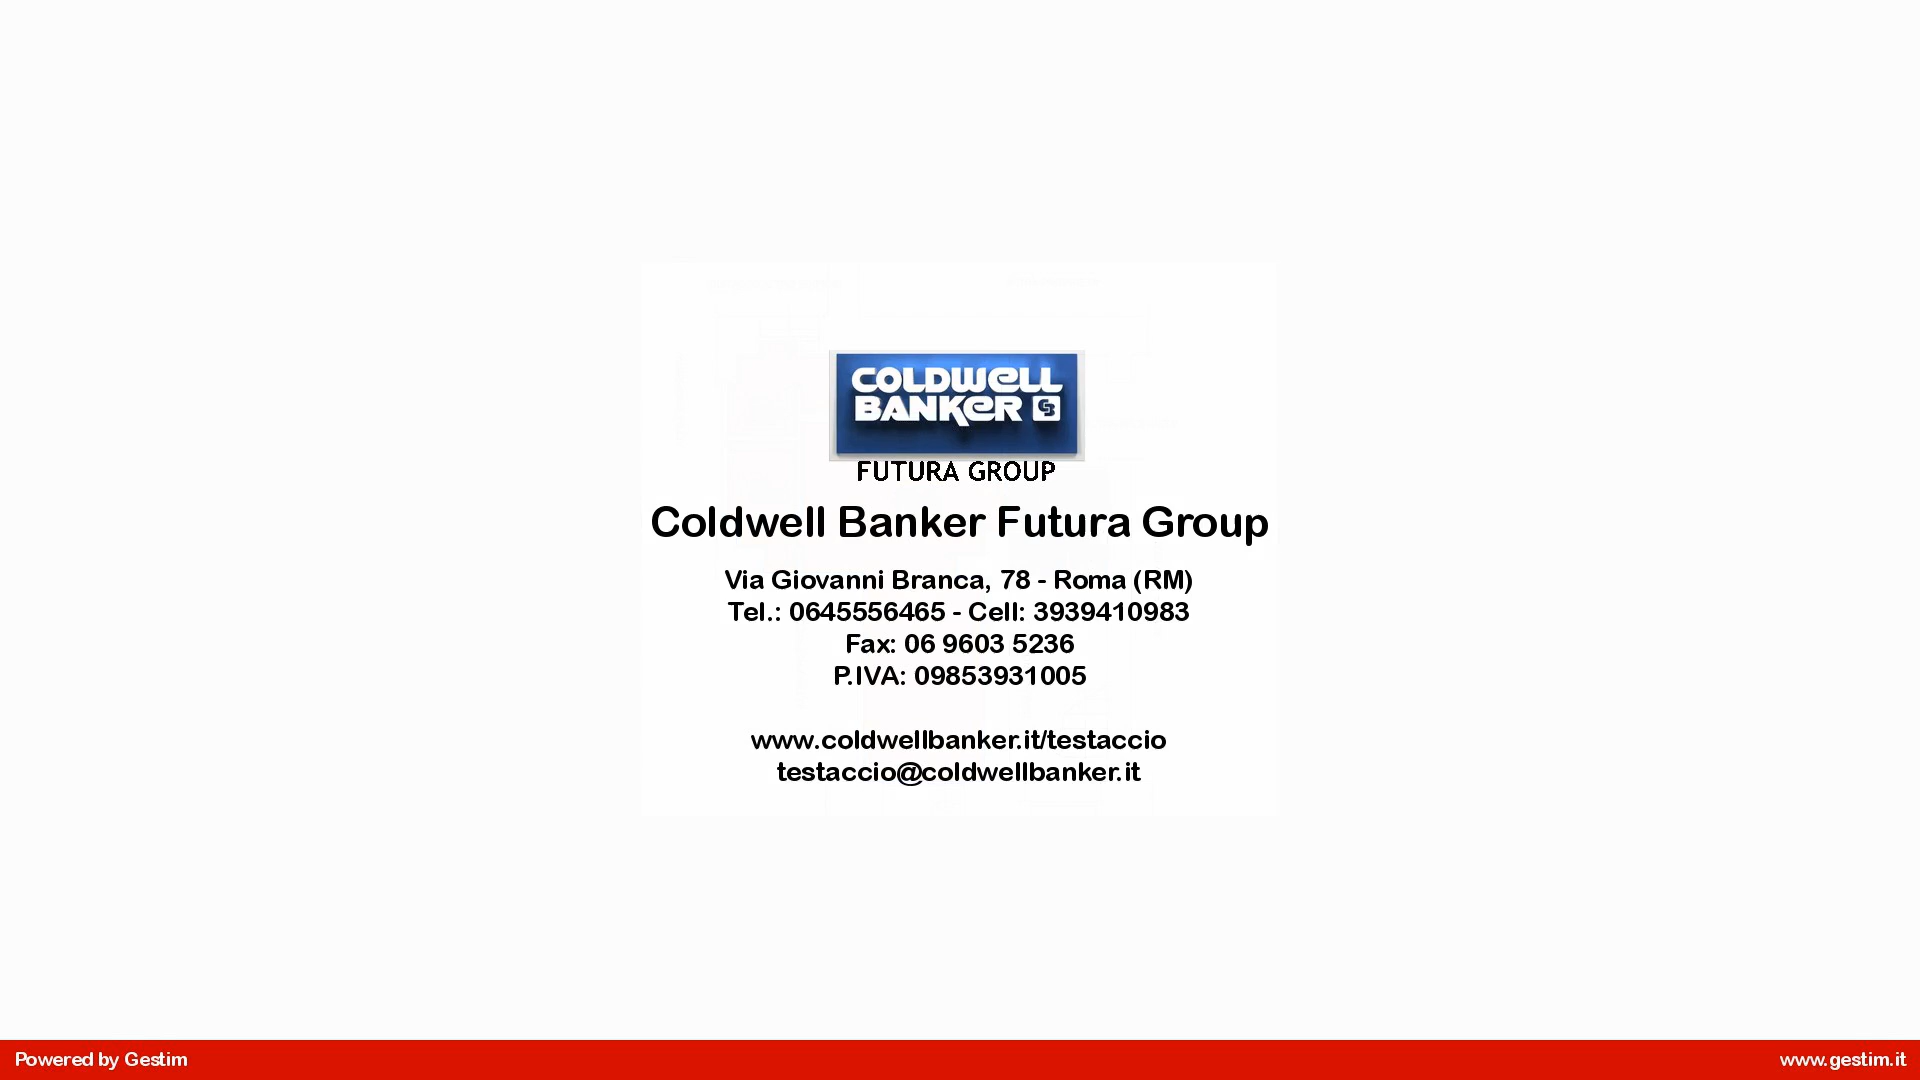 COLDWELL
BANKER CB
FUTURA GROUP
Coldwell Banker Futura Group
Via Giovanni Branca, 78 - Roma (RM)
Tel.: 0645556465 - Cell: 3939410983
Fax: 06 9603 5236
P.IVA: 09853931005
www.coldwellbanker.it/testaccio
testaccio@coldwellbanker.it
Powered by Gestim
www.gestim.it